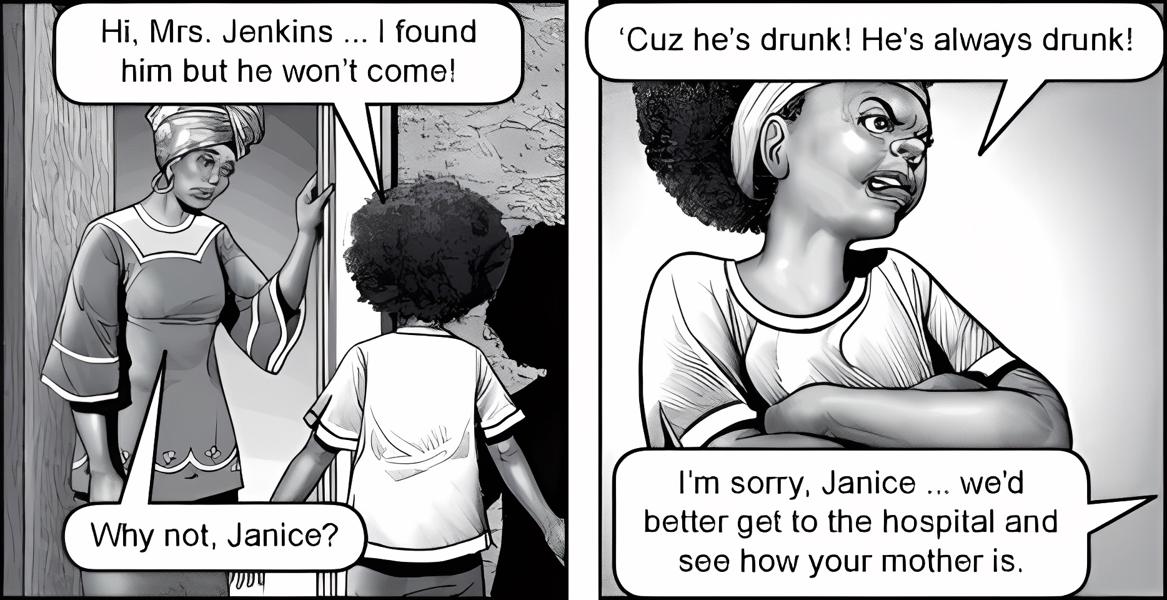 Hi, Mrs. Jenkins ... I found
him but he won't come!
Why not, Janice?
‘Cuz he's drunk! He's always drunk!
I'm sorry, Janice ... we'd
better get to the hospital and
see how your mother is.